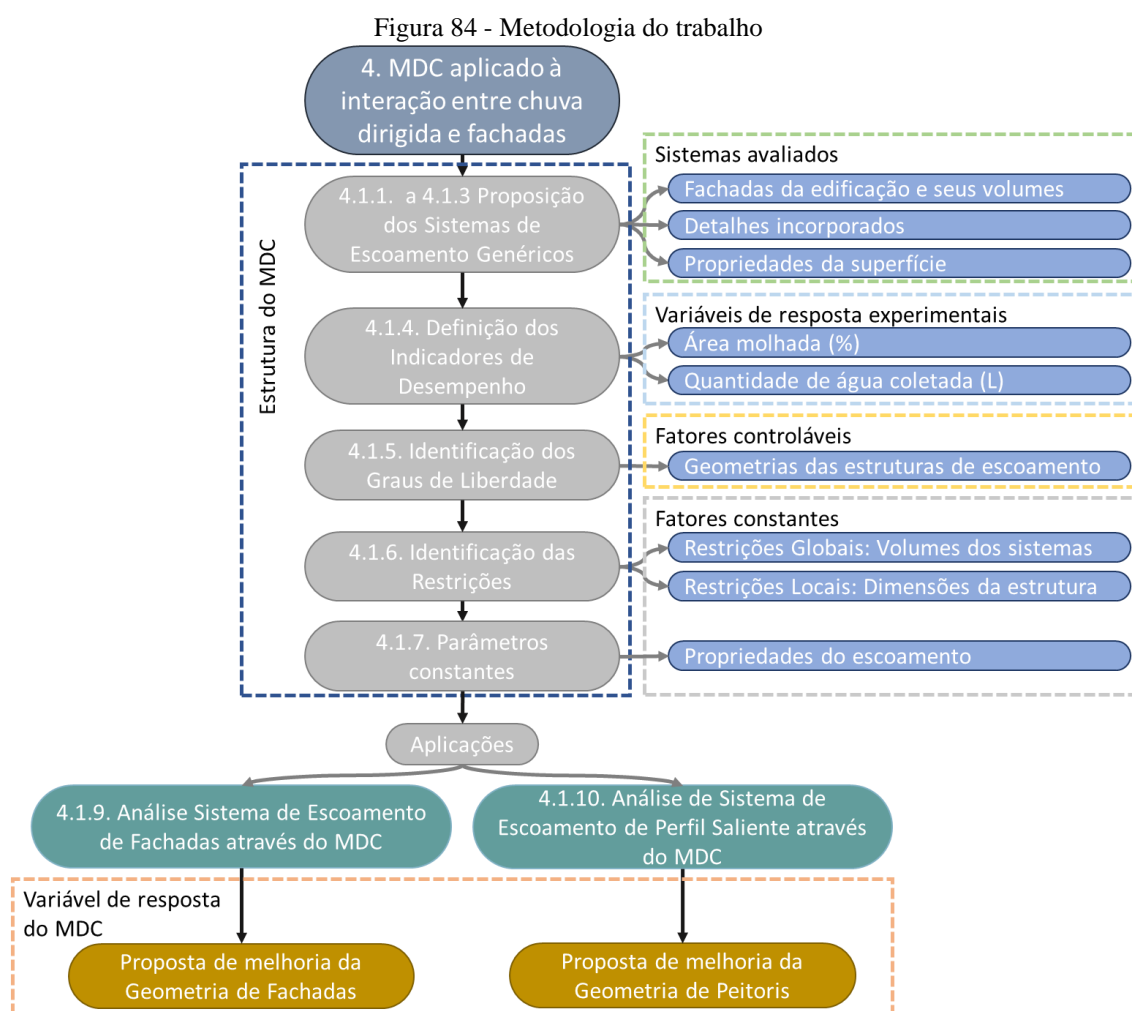 Figura 84 - Metodologia do trabalho
4. MDC aplicado à
interação entre chuva
dirigida e fachadas
Estrutura do MDC
4.1.1. a 4.1.3 Proposição
dos Sistemas de
Escoamento Genéricos
Sistemas avaliados
Fachadas da edificação e seus volumes
Detalhes incorporados
Propriedades da superfície
4.1.4. Definição dos
Indicadores de
Desempenho
Variáveis de resposta experimentais
Área molhada (%)
Quantidade de água coletada (L)
4.1.5. Identificação dos
Graus de Liberdade
Fatores controláveis
Geometrias das estruturas de escoamento
4.1.6. Identificação das
Restrições
Fatores constantes
Restrições Globais: Volumes dos sistemas
Restrições Locais: Dimensões da estrutura
4.1.7. Parâmetros
constantes
Propriedades do escoamento
Aplicações
4.1.9. Análise Sistema de Escoamento
de Fachadas através do MDC
4.1.10. Análise de Sistema de
Escoamento de Perfil Saliente através
do MDC
Variável de resposta
do MDC
Proposta de melhoria da
Geometria de Fachadas
Proposta de melhoria da
Geometria de Peitoris